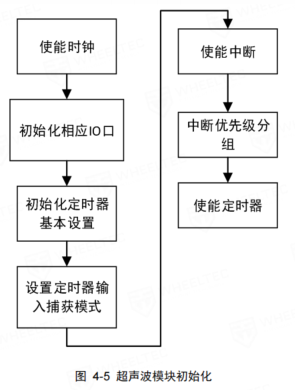 使能时钟
初始化相应IO口
初始化定时器
基本设置
设置定时器输
入捕获模式
使能中断
中断优先级分
组
使能定时器
图 4-5 超声波模块初始化